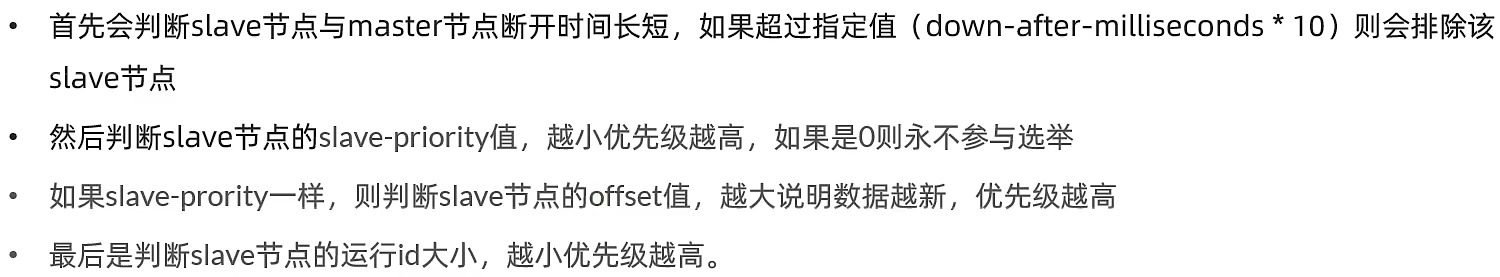 • 首先会判断slave节点与master节点断开时间长短，如果超过指定值（down-after-milliseconds * 10）则会排除该
slave节点
• 然后判断slave节点的slave-priority值，越小优先级越高，如果是0则永不参与选举
• 如果slave-prority一样，则判断slave节点的offset值，越大说明数据越新，优先级越高
• 最后是判断slave节点的运行id大小，越小优先级越高。